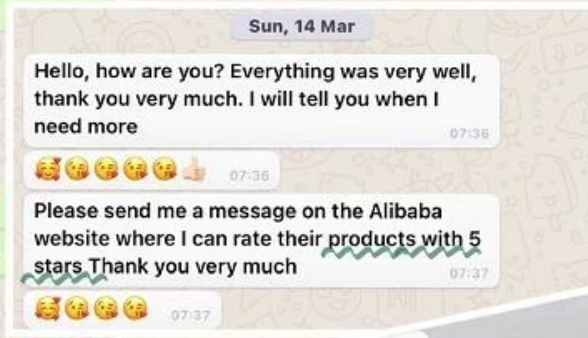 Sun, 14 Mar
Hello, how are you? Everything was very well,
thank you very much. I will tell you when I
need more
07:36
🥰😘😘😘😘👍🏻 07:36
Please send me a message on the Alibaba
website where I can rate their products with 5
stars Thank you very much
07:37
🥰😘😘😘 07:37